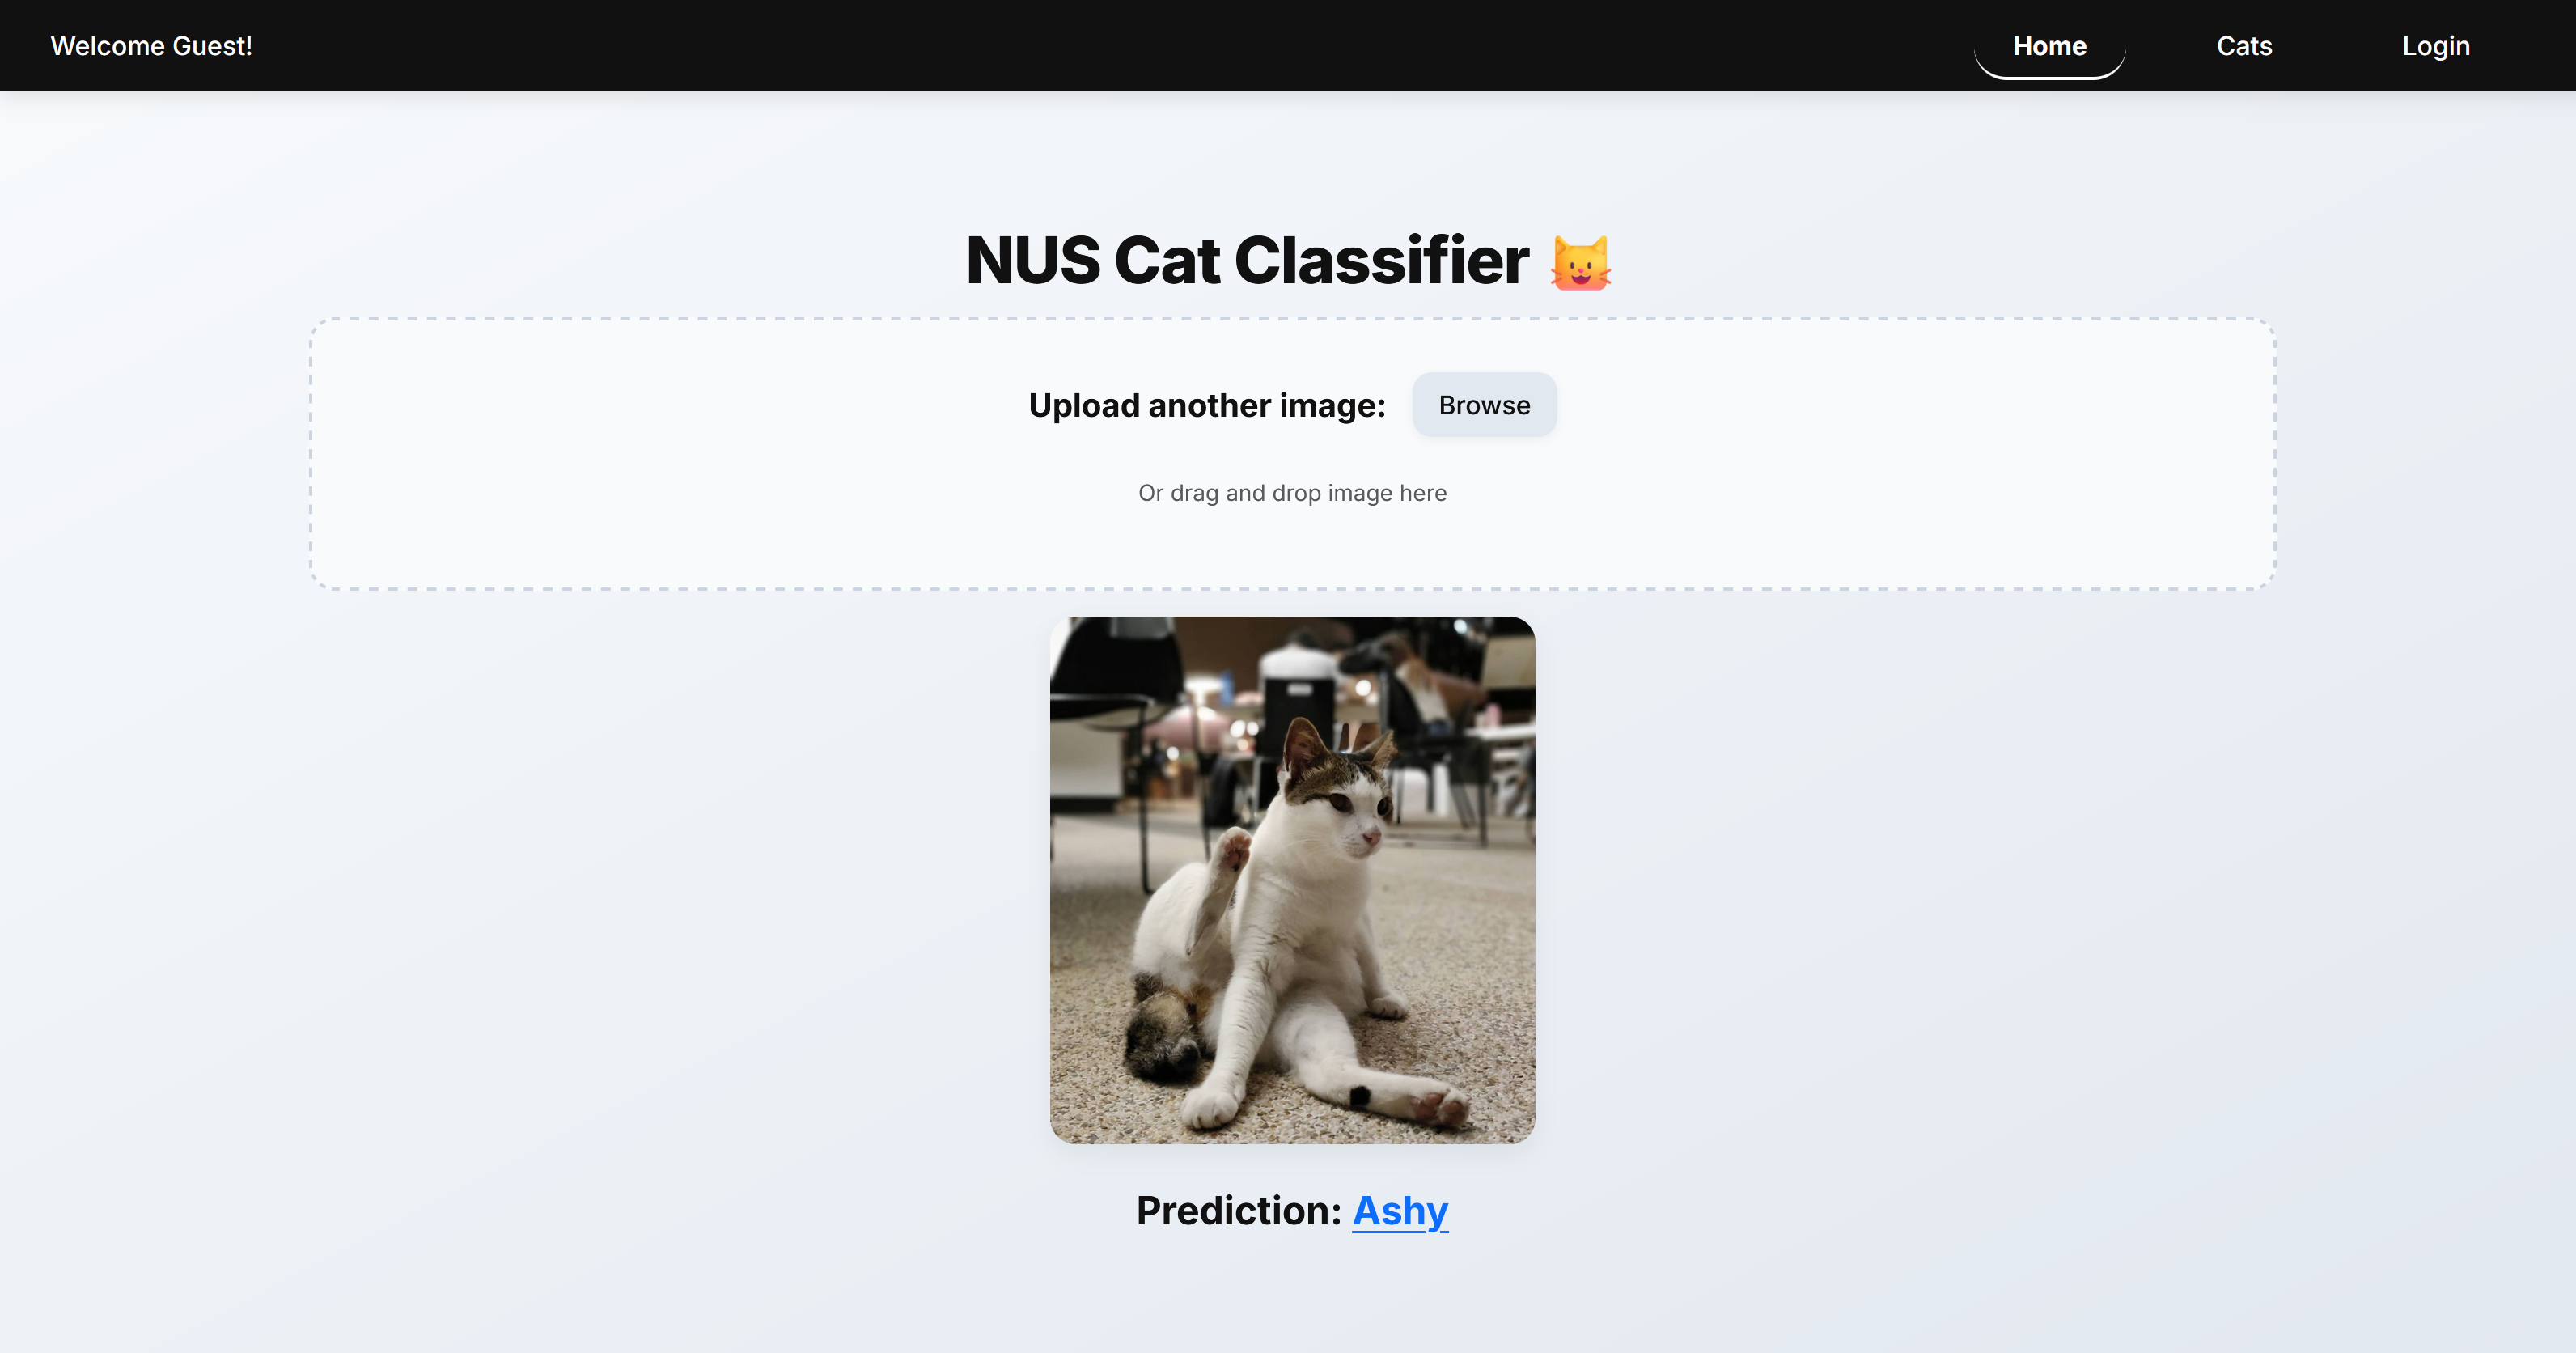 Welcome Guest!
Home
Cats
Login
NUS Cat Classifier 😺
Upload another image:
Browse
Or drag and drop image here
Prediction: Ashy